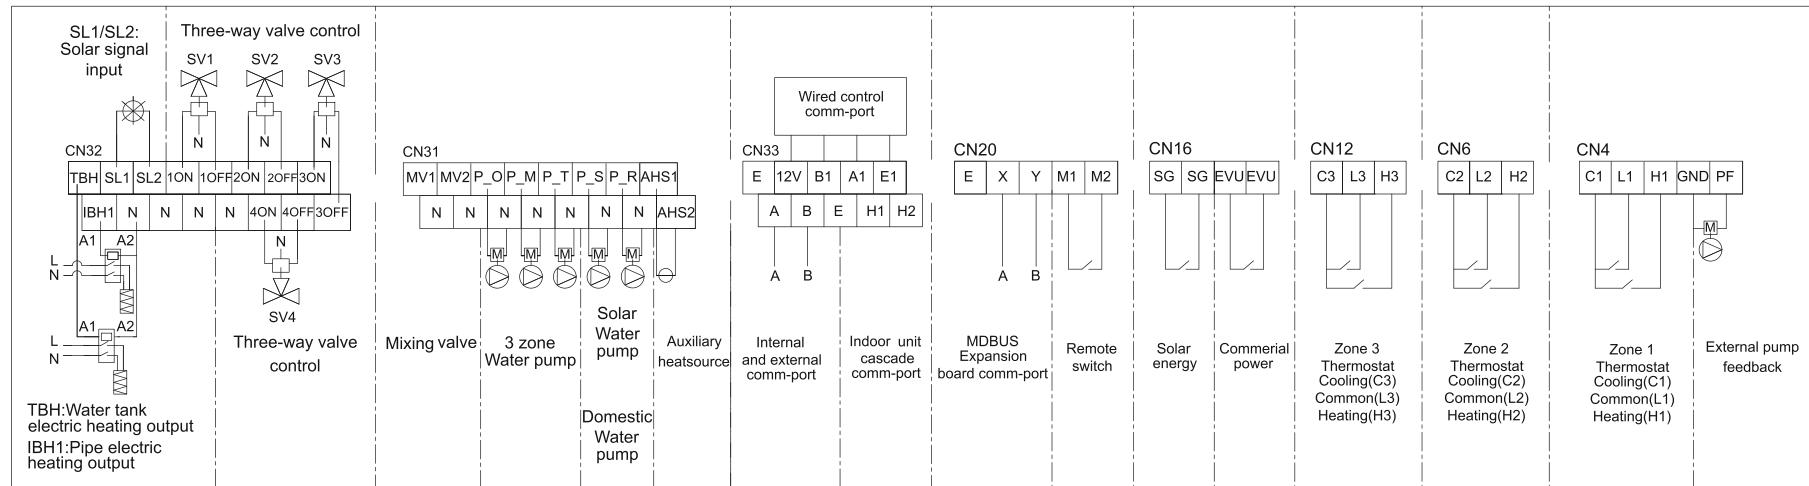 SL1/SL2:
Solar signal
input
Three-way valve control
SV1 SV2 SV3
N N N
CN32
TBH SL1 SL2 1ON 1OFF 2ON 2OFF 3ON
IBH1 N N N N 4ON 4OFF 3OFF
A1 A2
L
N
N
SV4
A1 A2
L
N
Three-way valve
control
TBH:Water tank
electric heating output
IBH1:Pipe electric
heating output
CN31
MV1 MV2 P_O P_M P_T P_S P_R AHS1
N N N N N N N AHS2
M M M M M
Mixing valve
3 zone
Water pump
Solar
Water
pump
Domestic
Water
pump
Auxiliary
heatsource
Wired control
comm-port
CN33
E 12V B1 A1 E1
A B E H1 H2
A B
Internal
and external
comm-port
Indoor unit
cascade
comm-port
CN20
E X Y M1 M2
A B
MDBUS
Expansion
board comm-port
Remote
switch
CN16
SG SG EVU EVU
Solar
energy
Commerial
power
CN12
C3 L3 H3
Zone 3
Thermostat
Cooling(C3)
Common(L3)
Heating(H3)
CN6
C2 L2 H2
Zone 2
Thermostat
Cooling(C2)
Common(L2)
Heating(H2)
CN4
C1 L1 H1 GND PF
M
Zone 1
Thermostat
Cooling(C1)
Common(L1)
Heating(H1)
External pump
feedback